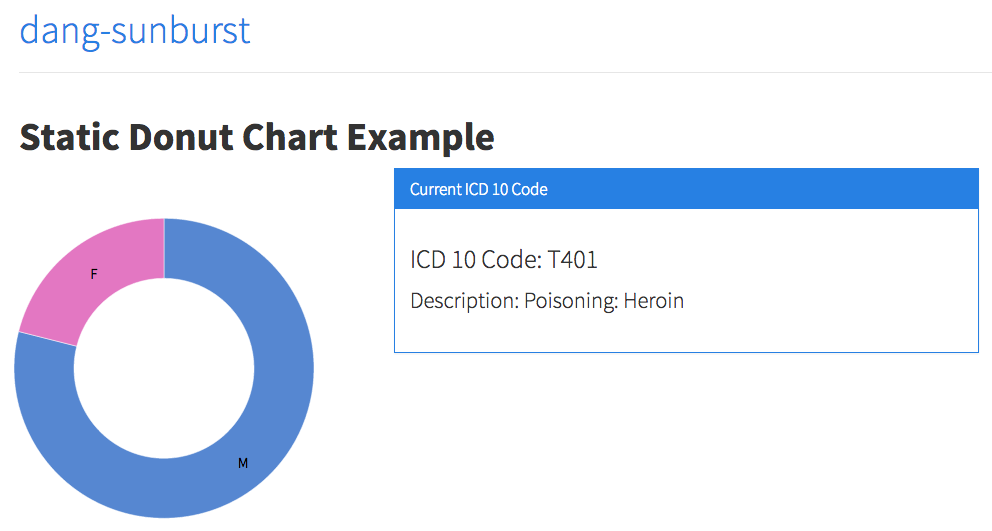 dang-sunburst
Static Donut Chart Example
Current ICD 10 Code
ICD 10 Code: T401
Description: Poisoning: Heroin
F
M